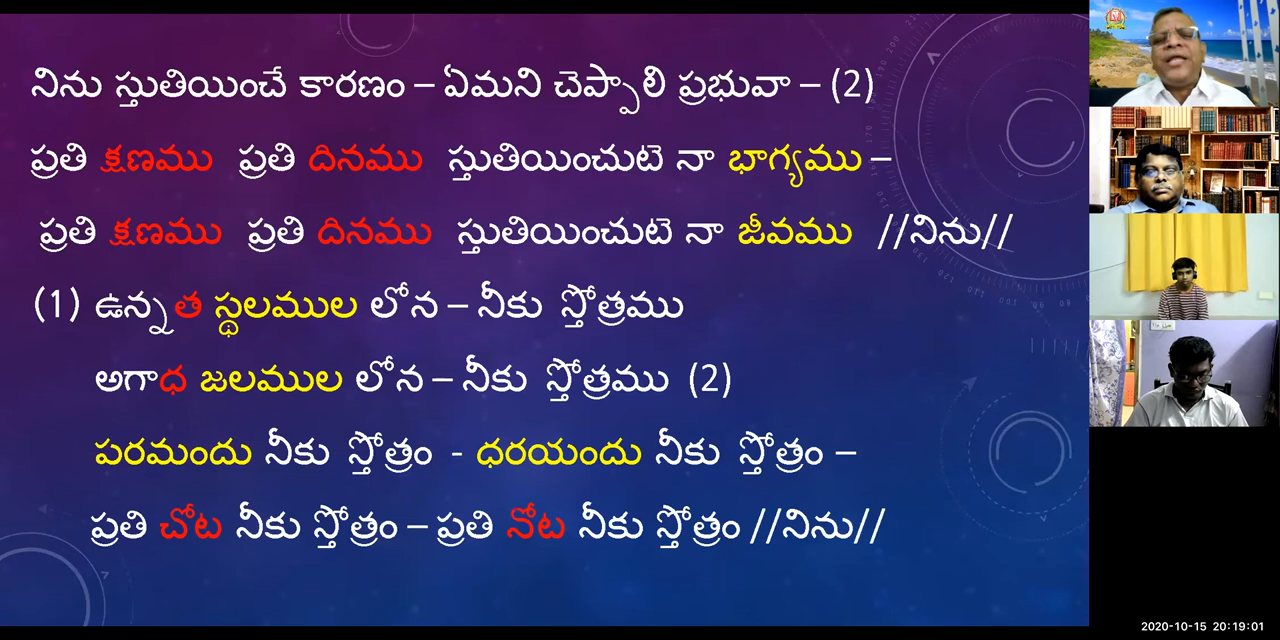 నిను స్తుతియించే కారణం – ఏమని చెప్పాలి ప్రభువా – (2)
ప్రతి క్షణము ప్రతి దినము స్తుతియించుటె నా భాగ్యము –
ప్రతి క్షణము ప్రతి దినము స్తుతియించుటె నా జీవము //నిను//
(1) ఉన్నత స్థలముల లోన – నీకు స్తోత్రము
అగాధ జలముల లోన – నీకు స్తోత్రము (2)
పరమందు నీకు స్తోత్రం - ధరయందు నీకు స్తోత్రం –
ప్రతి చోట నీకు స్తోత్రం – ప్రతి నోట నీకు స్తోత్రం //నిను//
2020-10-15 20:19:01